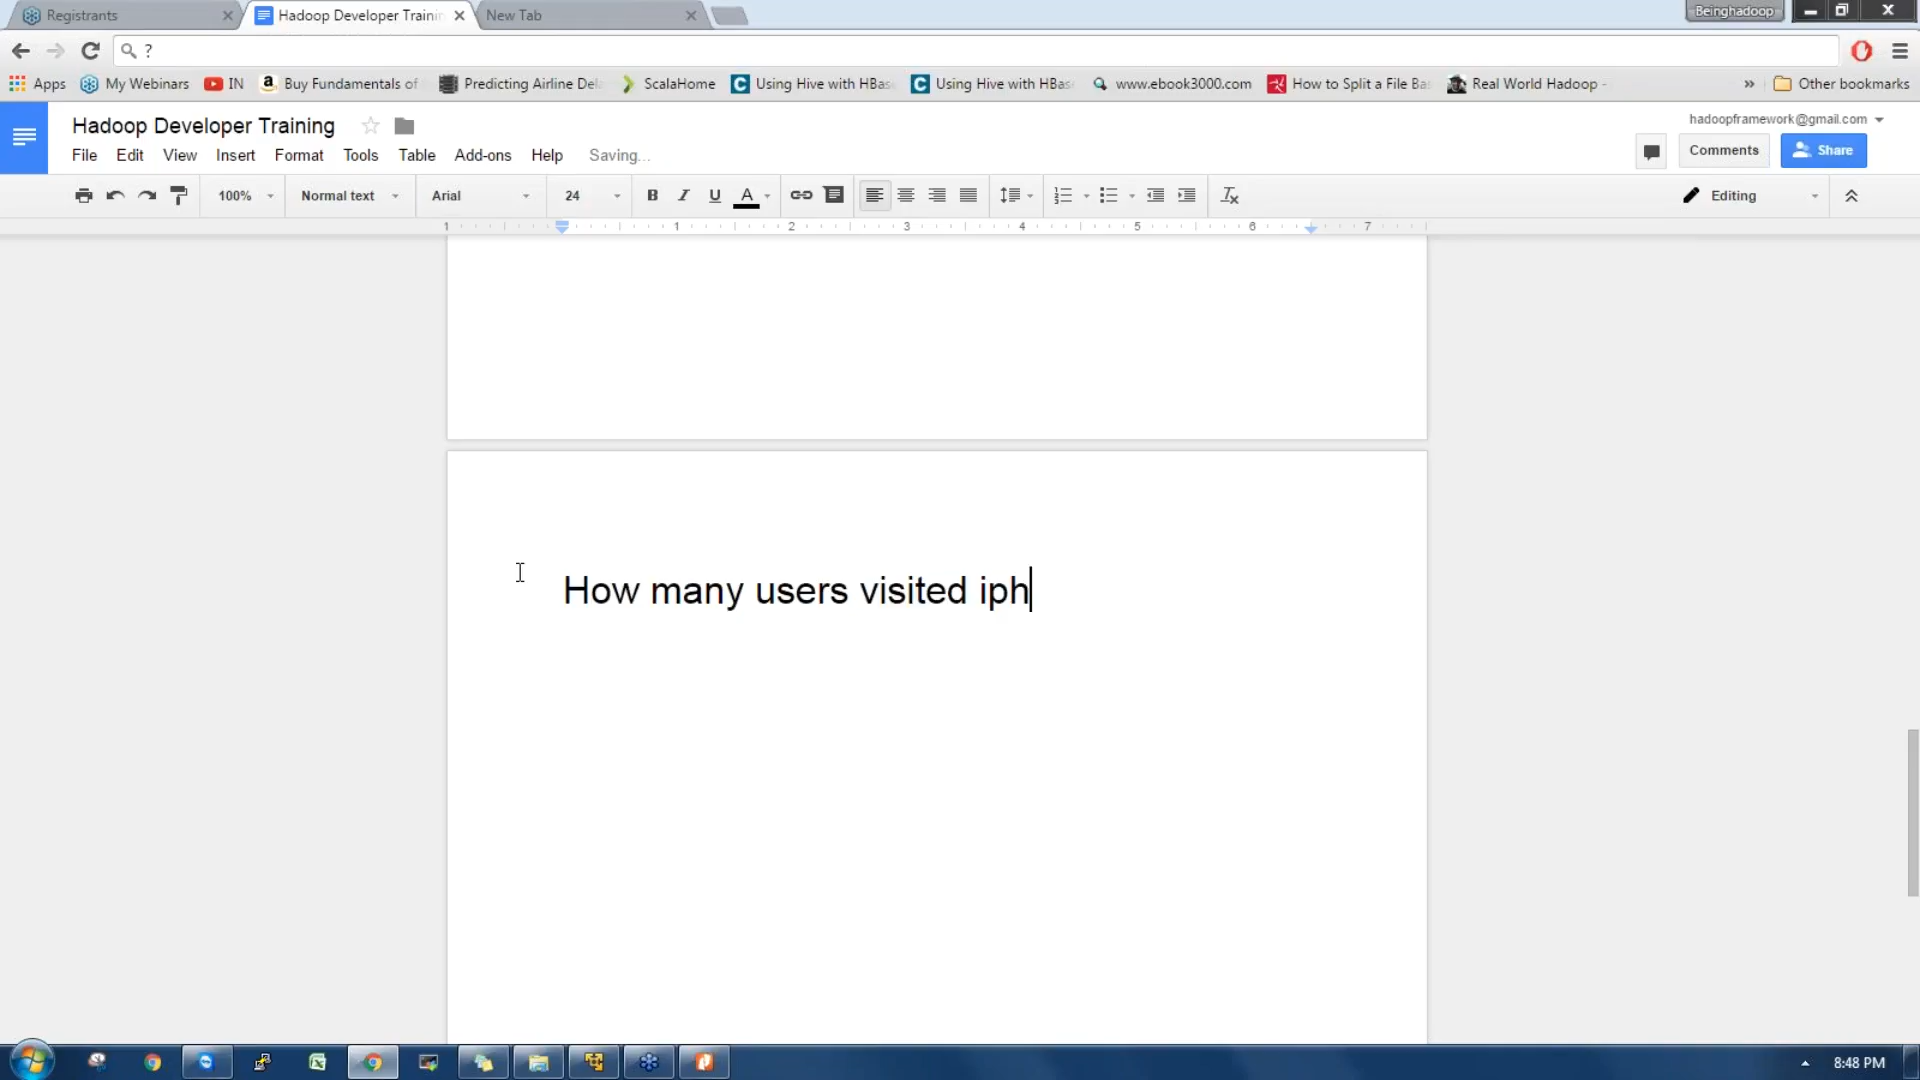 Registrants
Hadoop Developer Trainin
New Tab
Beinghadoop
?
Apps My Webinars IN Buy Fundamentals of Predicting Airline Del ScalaHome Using Hive with HBas Using Hive with HBas www.ebook3000.com How to Split a File Ba Real World Hadoop - » Other bookmarks
Hadoop Developer Training
hadoopframework@gmail.com
File Edit View Insert Format Tools Table Add-ons Help Saving...
Comments Share
100% Normal text Arial 24 B I U A Editing
1 1 2 3 4 5 6 7
How many users visited iph
8:48 PM